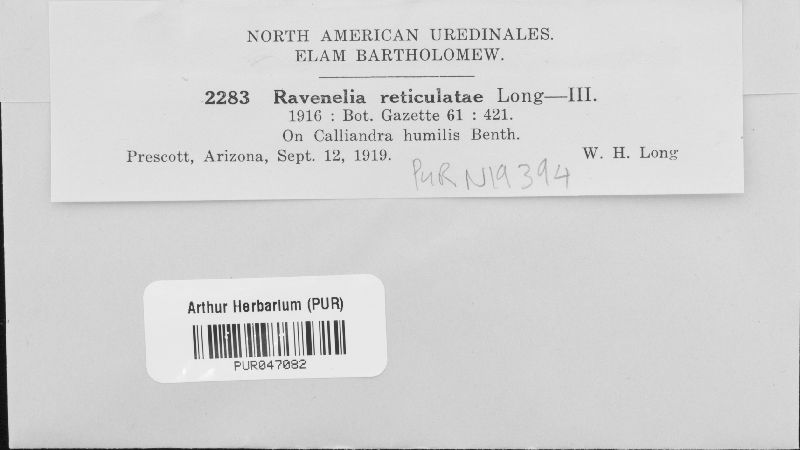 NORTH AMERICAN UREDINALES.
ELAM BARTHOLOMEW.
2283 Ravenelia reticulatae Long—III.
1916 : Bot. Gazette 61 : 421.
On Calliandra humilis Benth.
Prescott, Arizona, Sept. 12, 1919. W. H. Long
PUR N19394
Arthur Herbarium (PUR)
PUR047082